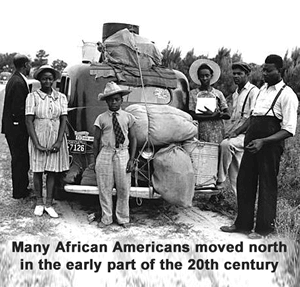 Many African Americans moved north
in the early part of the 20th century